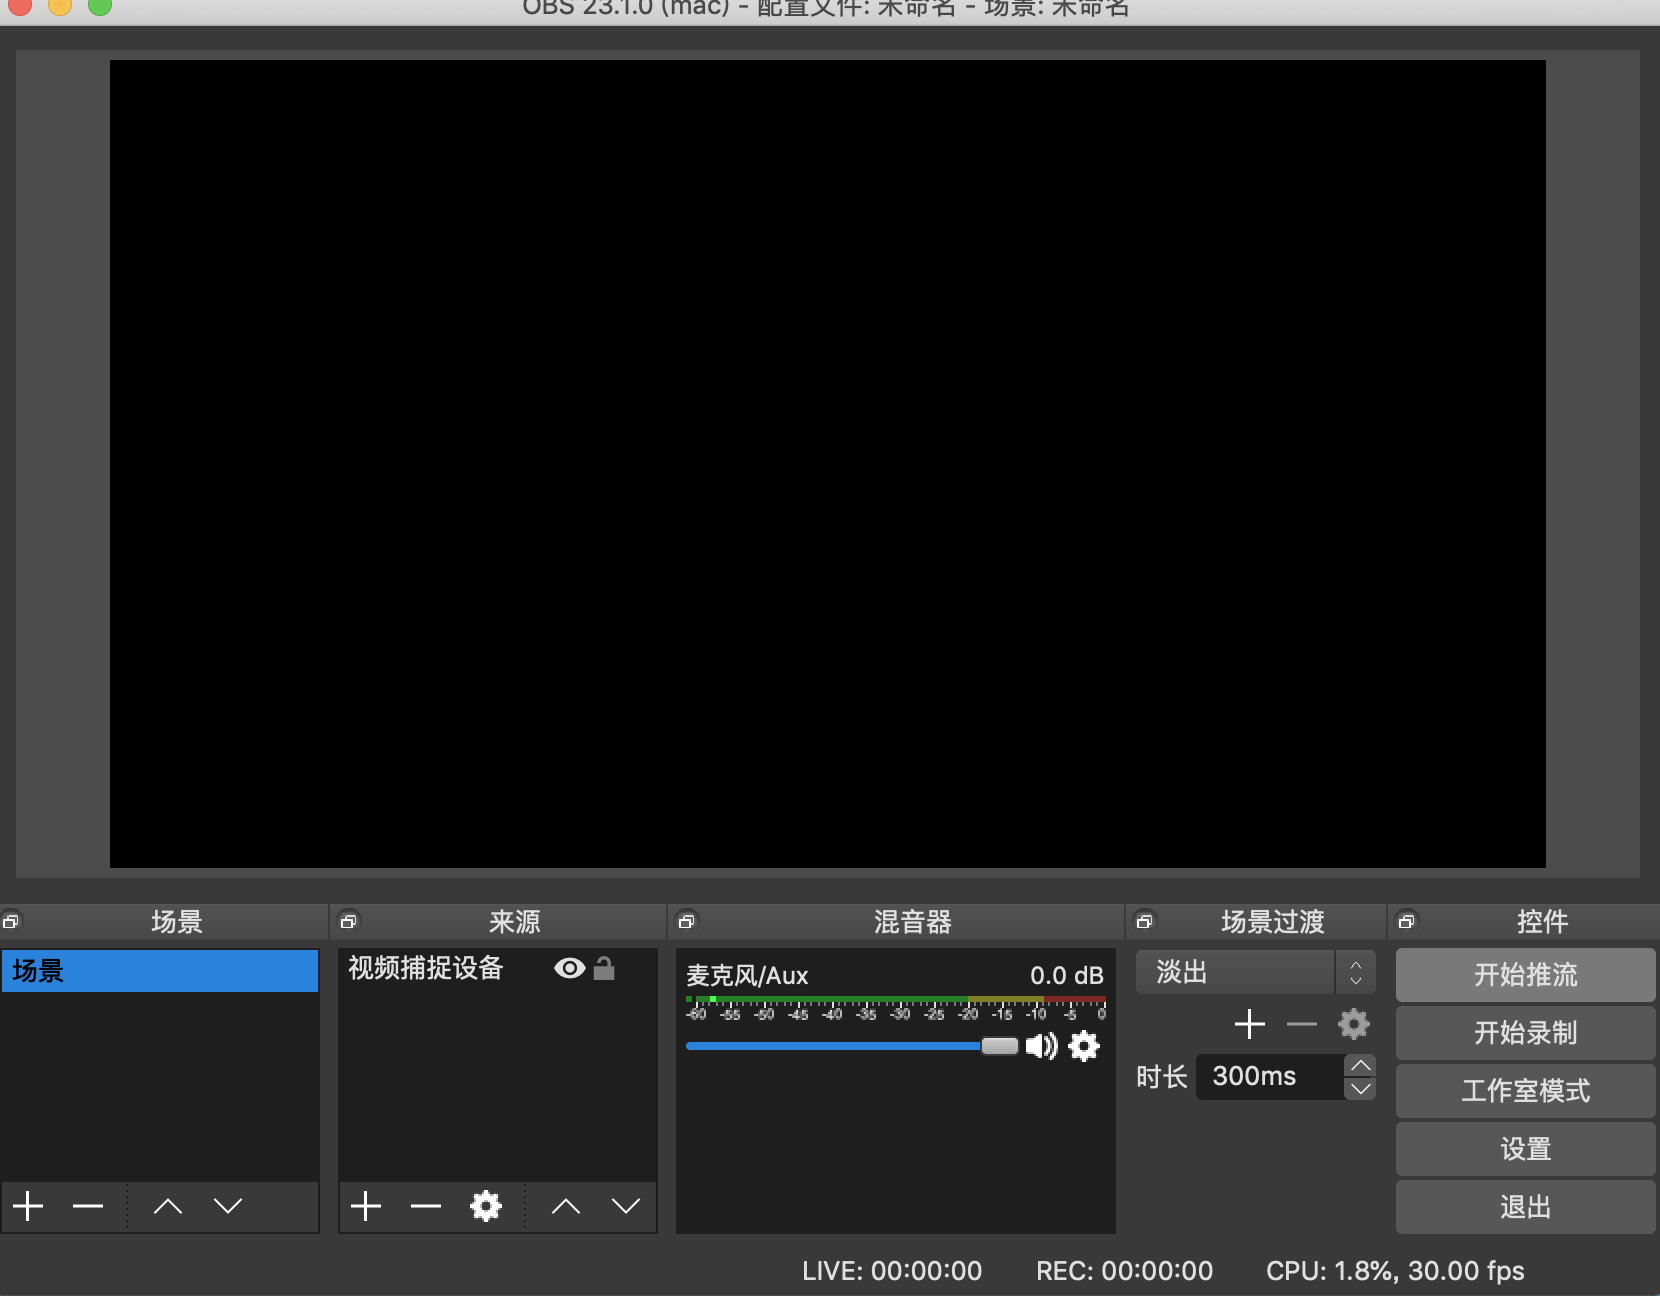 OBS 23.1.0 (mac) - 配置文件: 未命名 - 场景: 未命名
场景
来源
混音器
场景过渡
控件
场景
视频捕捉设备
麦克风/Aux 0.0 dB
-60 -55 -50 -45 -40 -35 -30 -25 -20 -15 -10 -5 0
淡出
时长 300ms
开始推流
开始录制
工作室模式
设置
退出
LIVE: 00:00:00 REC: 00:00:00 CPU: 1.8%, 30.00 fps